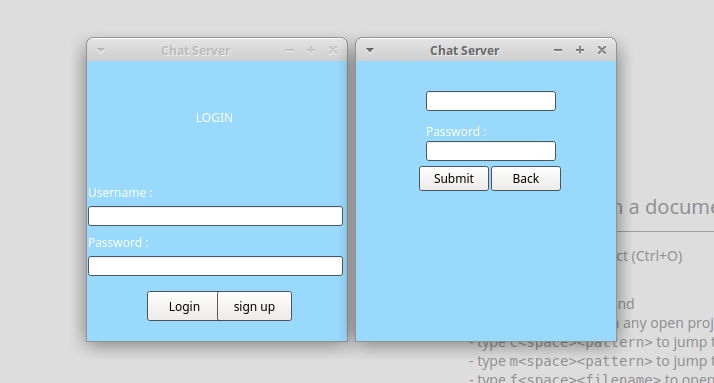 Chat Server
LOGIN
Username :
Password :
Login
sign up
Chat Server
Password :
Submit
Back
a docume
ct (Ctrl+O)
nd
any open proj
- type c<space><pattern> to jump t
- type m<space><pattern> to jump t
- type f<space><filename> to open